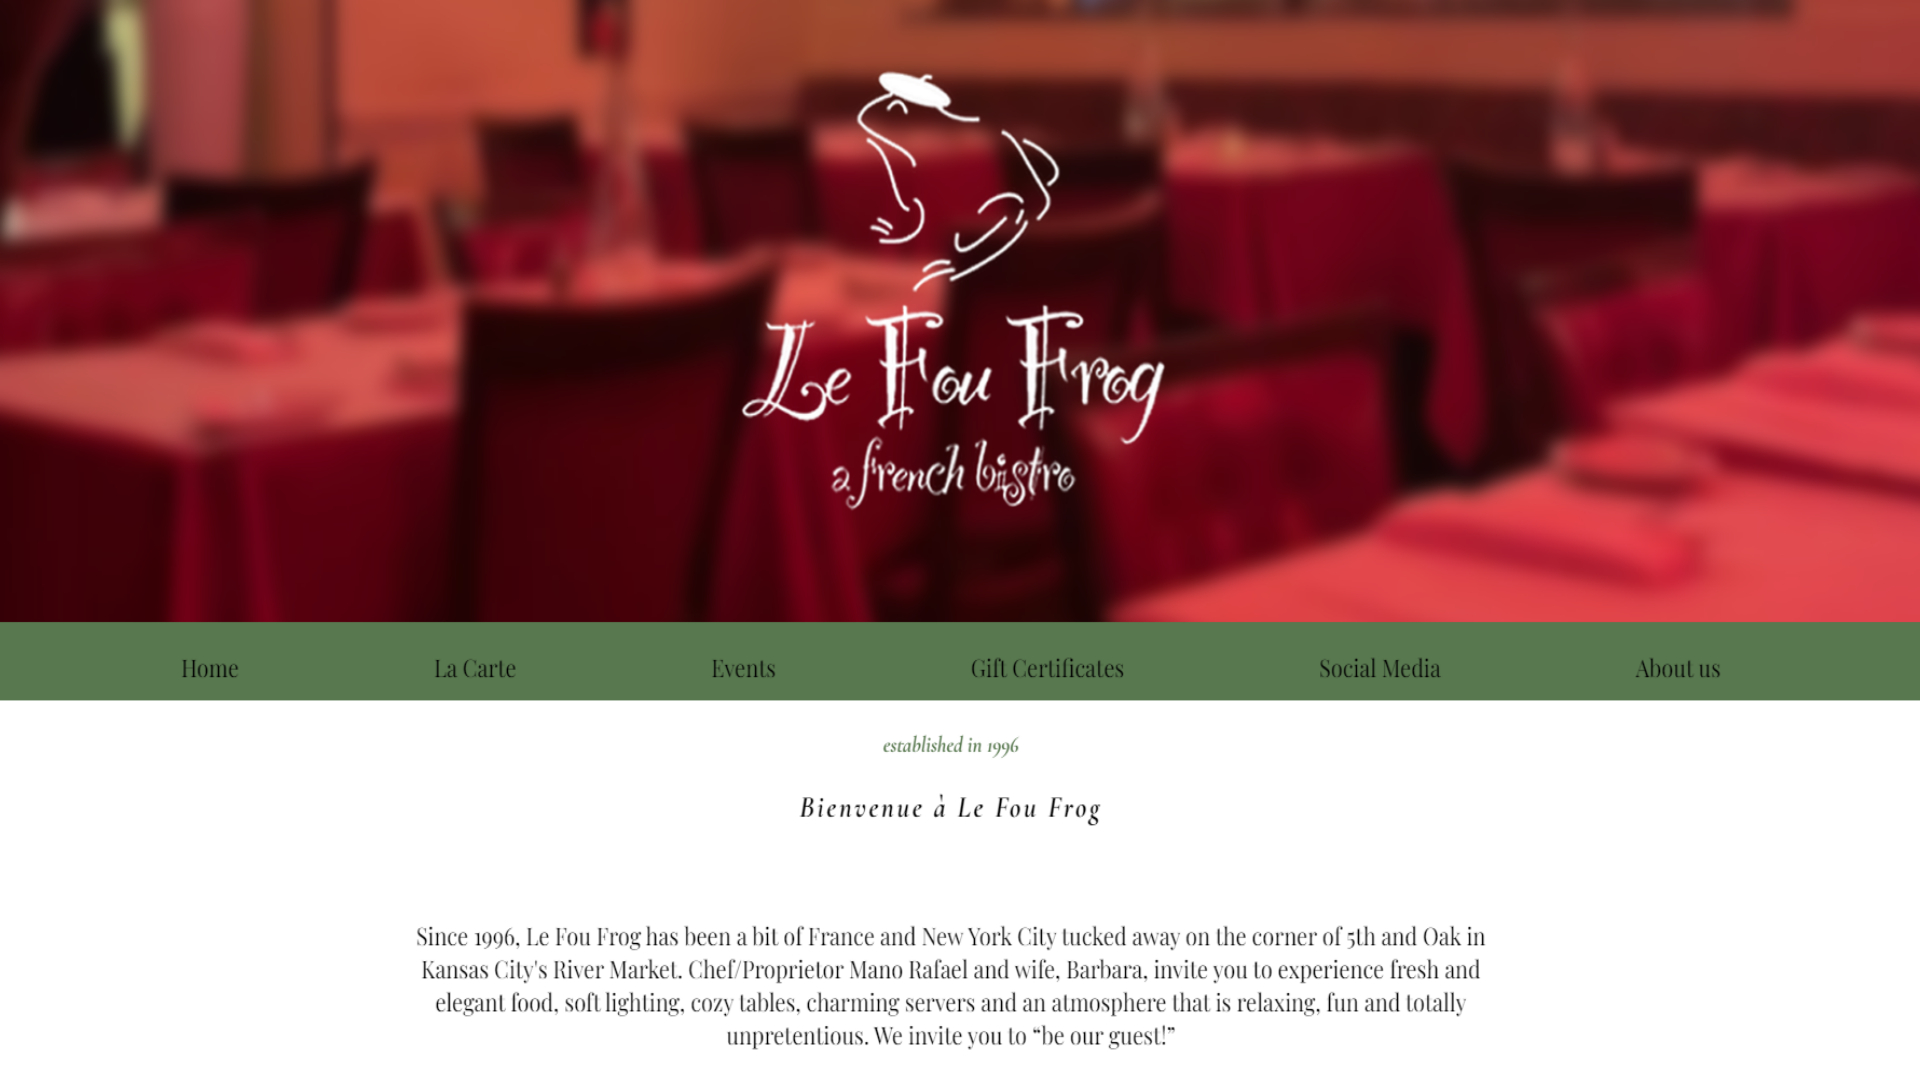 Le Fou Frog
a french bistro
Home La Carte Events Gift Certificates Social Media About us
established in 1996
Bienvenue à Le Fou Frog
Since 1996, Le Fou Frog has been a bit of France and New York City tucked away on the corner of 5th and Oak in
Kansas City's River Market. Chef/Proprietor Mano Rafael and wife, Barbara, invite you to experience fresh and
elegant food, soft lighting, cozy tables, charming servers and an atmosphere that is relaxing, fun and totally
unpretentious. We invite you to “be our guest!”